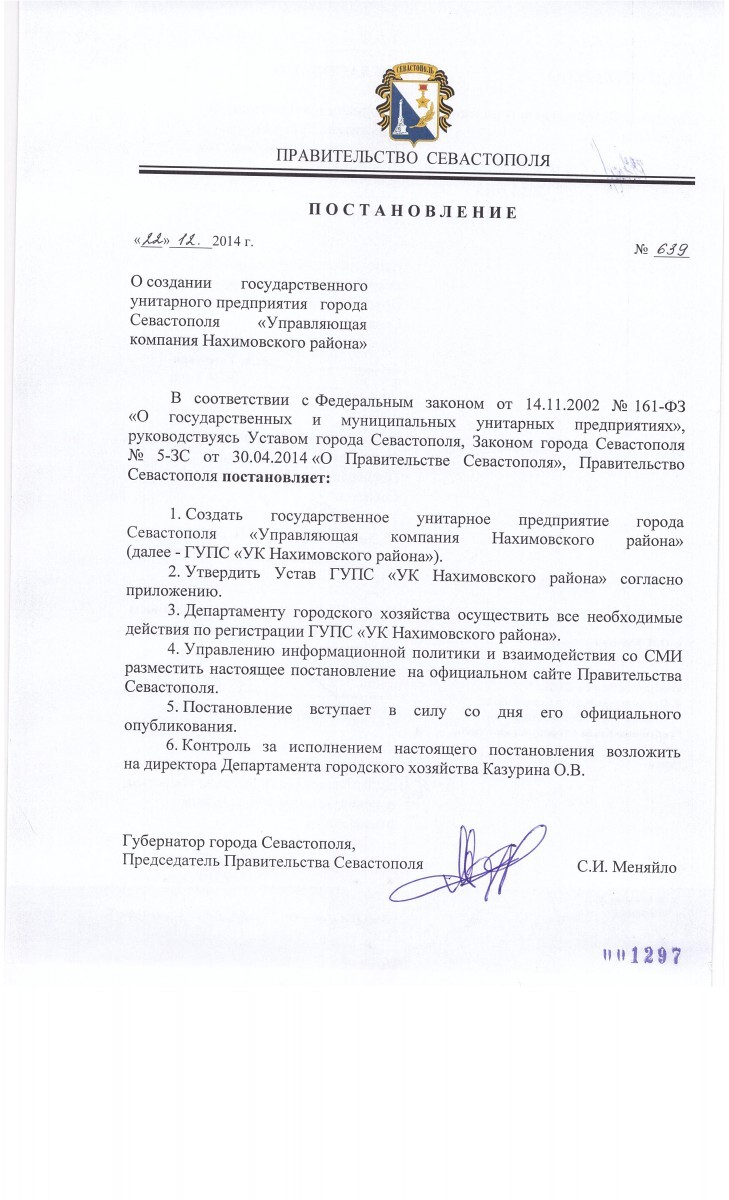 СЕВАСТОПОЛЬ
ПРАВИТЕЛЬСТВО СЕВАСТОПОЛЯ
ПОСТАНОВЛЕНИЕ
«22» 12. 2014 г.
№ 639
О создании государственного
унитарного предприятия города
Севастополя «Управляющая
компания Нахимовского района»
В соответствии с Федеральным законом от 14.11.2002 № 161-ФЗ
«О государственных и муниципальных унитарных предприятиях»,
руководствуясь Уставом города Севастополя, Законом города Севастополя
№ 5-ЗС от 30.04.2014 «О Правительстве Севастополя», Правительство
Севастополя постановляет:
1. Создать государственное унитарное предприятие города
Севастополя «Управляющая компания Нахимовского района»
(далее - ГУПС «УК Нахимовского района»).
2. Утвердить Устав ГУПС «УК Нахимовского района» согласно
приложению.
3. Департаменту городского хозяйства осуществить все необходимые
действия по регистрации ГУПС «УК Нахимовского района».
4. Управлению информационной политики и взаимодействия со СМИ
разместить настоящее постановление на официальном сайте Правительства
Севастополя.
5. Постановление вступает в силу со дня его официального
опубликования.
6. Контроль за исполнением настоящего постановления возложить
на директора Департамента городского хозяйства Казурина О.В.
Губернатор города Севастополя,
Председатель Правительства Севастополя
С.И. Меняйло
001297